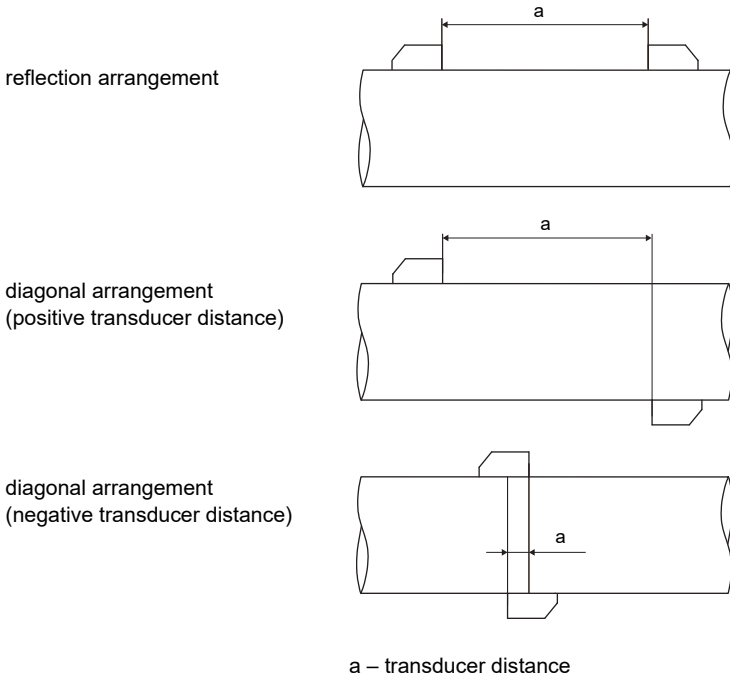 a
reflection arrangement
a
diagonal arrangement
(positive transducer distance)
diagonal arrangement
(negative transducer distance)
a
a – transducer distance